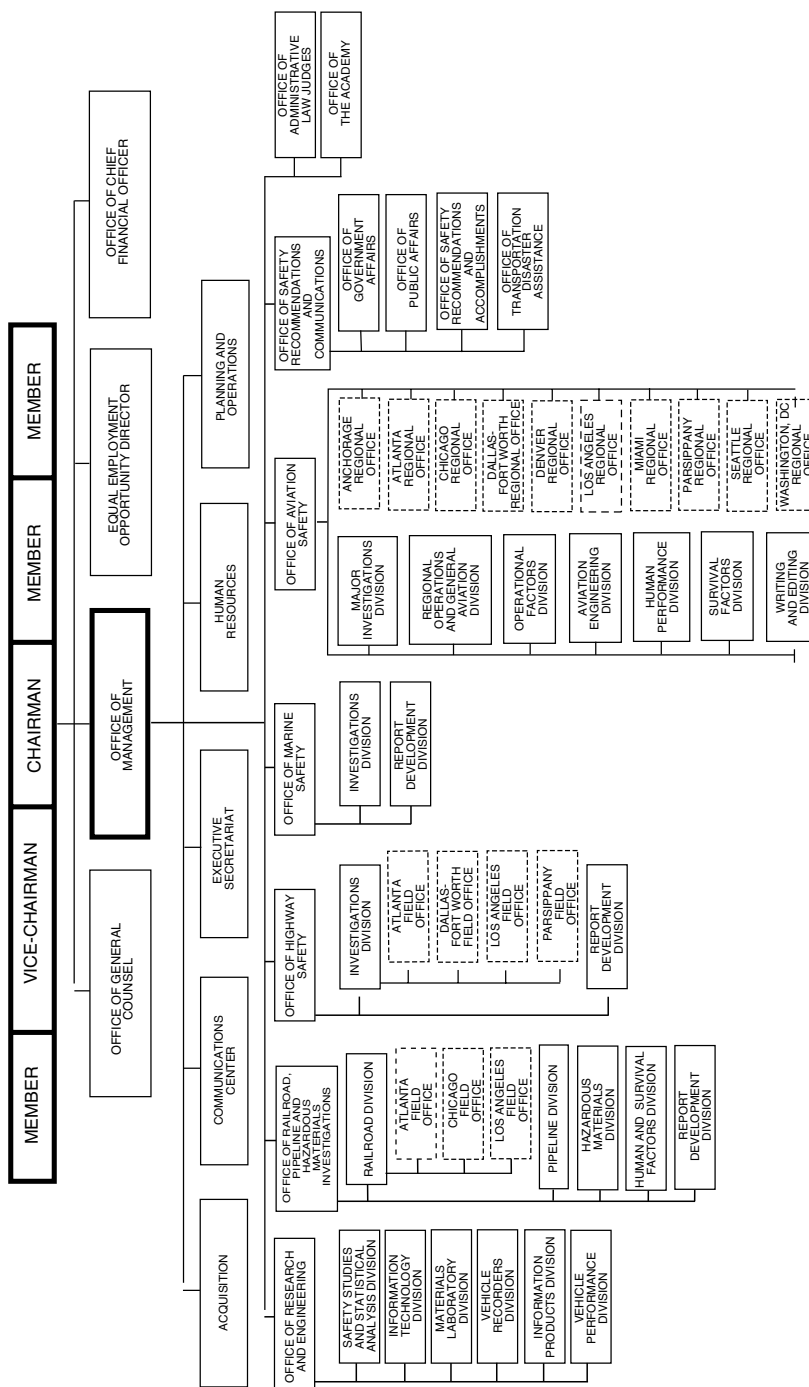 MEMBER
VICE-CHAIRMAN
CHAIRMAN
MEMBER
MEMBER
OFFICE OF GENERAL
COUNSEL
OFFICE OF
MANAGEMENT
EQUAL EMPLOYMENT
OPPORTUNITY DIRECTOR
OFFICE OF CHIEF
FINANCIAL OFFICER
ACQUISITION
COMMUNICATIONS
CENTER
EXECUTIVE
SECRETARIAT
HUMAN
RESOURCES
PLANNING AND
OPERATIONS
OFFICE OF RESEARCH
AND ENGINEERING
SAFETY STUDIES
AND STATISTICAL
ANALYSIS DIVISION
INFORMATION
TECHNOLOGY
DIVISION
MATERIALS
LABORATORY
DIVISION
VEHICLE
RECORDERS
DIVISION
INFORMATION
PRODUCTS DIVISION
VEHICLE
PERFORMANCE
DIVISION
OFFICE OF RAILROAD,
PIPELINE AND
HAZARDOUS
MATERIALS
INVESTIGATIONS
RAILROAD DIVISION
ATLANTA
FIELD
OFFICE
CHICAGO
FIELD
OFFICE
LOS ANGELES
FIELD
OFFICE
PIPELINE DIVISION
HAZARDOUS
MATERIALS
DIVISION
HUMAN AND SURVIVAL
FACTORS DIVISION
REPORT
DEVELOPMENT
DIVISION
OFFICE OF HIGHWAY
SAFETY
INVESTIGATIONS
DIVISION
ATLANTA
FIELD
OFFICE
DALLAS-
FORT WORTH
FIELD OFFICE
LOS ANGELES
FIELD
OFFICE
PARSIPPANY
FIELD
OFFICE
REPORT
DEVELOPMENT
DIVISION
OFFICE OF MARINE
SAFETY
INVESTIGATIONS
DIVISION
REPORT
DEVELOPMENT
DIVISION
OFFICE OF AVIATION
SAFETY
MAJOR
INVESTIGATIONS
DIVISION
REGIONAL
OPERATIONS
AND GENERAL
AVIATION
DIVISION
OPERATIONAL
FACTORS
DIVISION
AVIATION
ENGINEERING
DIVISION
HUMAN
PERFORMANCE
DIVISION
SURVIVAL
FACTORS
DIVISION
WRITING
AND EDITING
DIVISION
ANCHORAGE
REGIONAL
OFFICE
ATLANTA
REGIONAL
OFFICE
CHICAGO
REGIONAL
OFFICE
DALLAS-
FORT WORTH
REGIONAL OFFICE
DENVER
REGIONAL
OFFICE
LOS ANGELES
REGIONAL
OFFICE
MIAMI
REGIONAL
OFFICE
PARSIPPANY
REGIONAL
OFFICE
SEATTLE
REGIONAL
OFFICE
WASHINGTON, DC
REGIONAL
OFFICE
OFFICE OF SAFETY
RECOMMENDATIONS
AND
COMMUNICATIONS
OFFICE OF
GOVERNMENT
AFFAIRS
OFFICE OF
PUBLIC AFFAIRS
OFFICE OF SAFETY
RECOMMENDATIONS
AND
ACCOMPLISHMENTS
OFFICE OF
TRANSPORTATION
DISASTER
ASSISTANCE
OFFICE OF
ADMINISTRATIVE
LAW JUDGES
OFFICE OF
THE ACADEMY